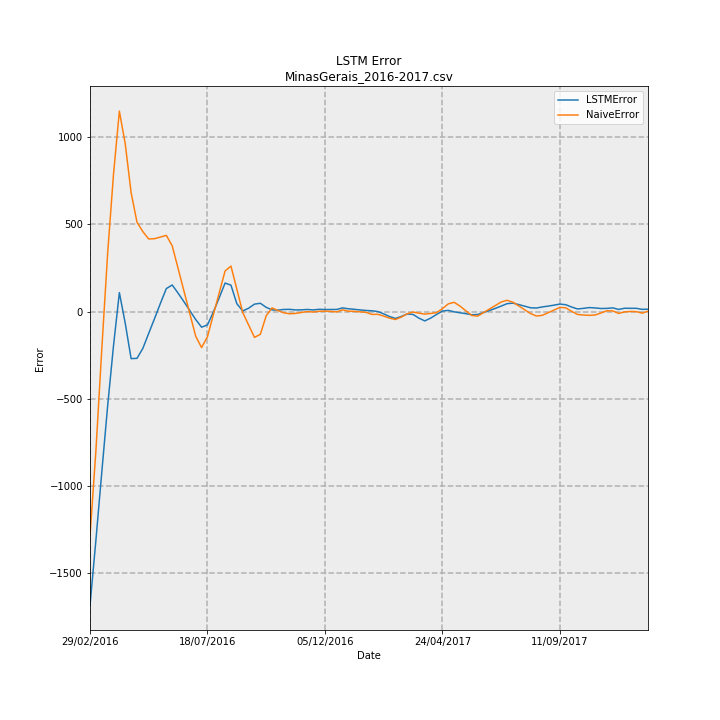 LSTM Error
MinasGerais_2016-2017.csv
LSTMError
NaiveError
1000
500
0
−500
−1000
−1500
Error
29/02/2016
18/07/2016
05/12/2016
24/04/2017
11/09/2017
Date